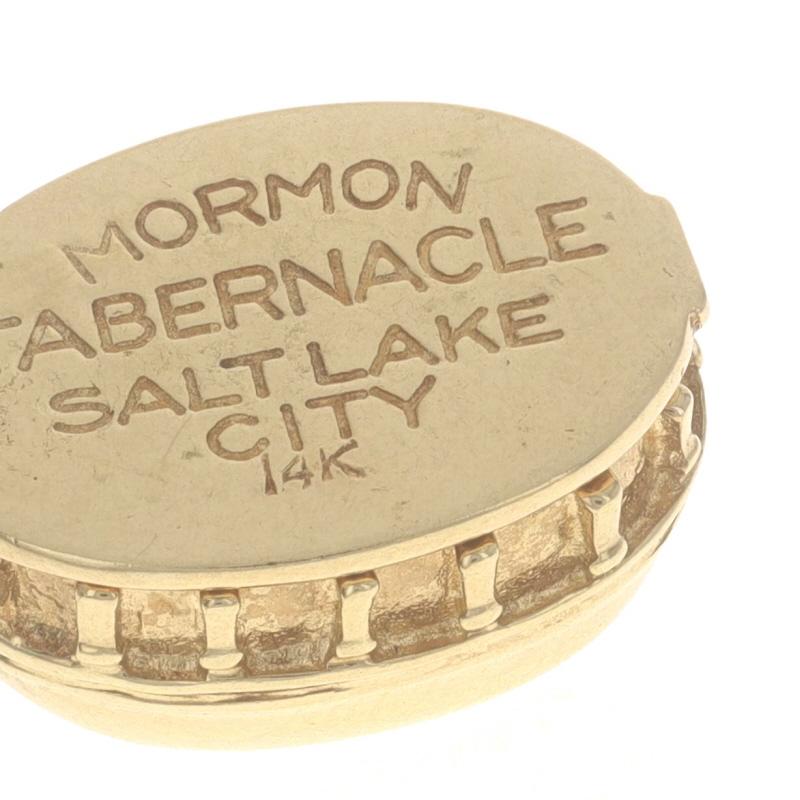 MORMON
TABERNACLE
SALT LAKE
CITY
14K